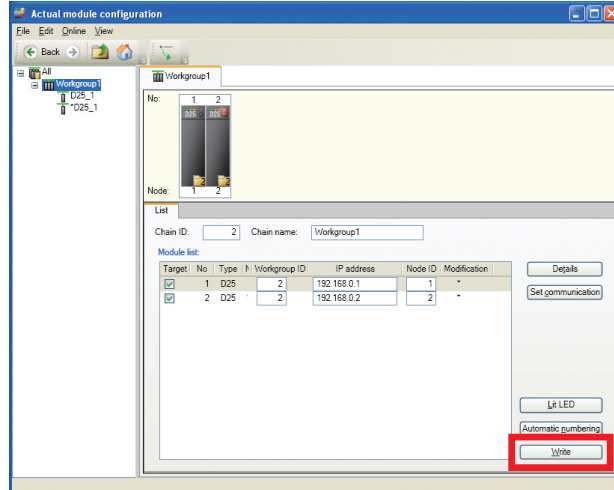 Actual module configuration
File Edit Online View
Back
All
Workgroup1
D25_1
*D25_1
Workgroup1
No: 1 2
D25 D25
2 2
Node: 1 2
List
Chain ID: 2 Chain name: Workgroup1
Module list:
Target No Type N Workgroup ID IP address Node ID Modification
1 D25 2 192.168.0.1 1 *
2 D25 2 192.168.0.2 2 *
Details
Set communication
Lit LED
Automatic numbering
Write